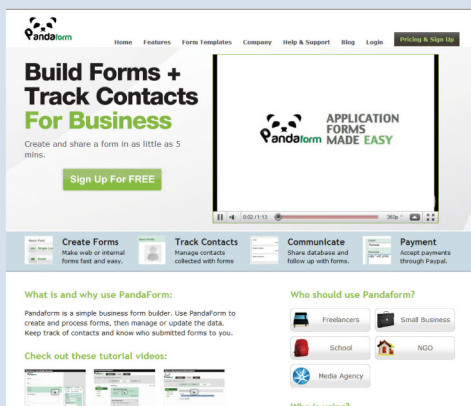 Pandaform
Home Features Form Templates Company Help & Support Blog Login Pricing & Sign Up
Build Forms +
Track Contacts
For Business
Create and share a form in as little as 5
mins.
Sign Up For FREE
Pandaform
APPLICATION
FORMS
MADE EASY
0:02 / 1:13
360p
Create Forms
Make web or internal
forms fast and easy.
Track Contacts
Manage contacts
collected with forms
Communicate
Share database and
follow up with forms.
Payment
Accept payments
through Paypal.
What is and why use PandaForm:
Pandaform is a simple business form builder. Use PandaForm to
create and process forms, then manage or update the data.
Keep track of contacts and know who submitted forms to you.
Check out these tutorial videos:
Who should use Pandaform?
Freelancers
Small Business
School
NGO
Media Agency